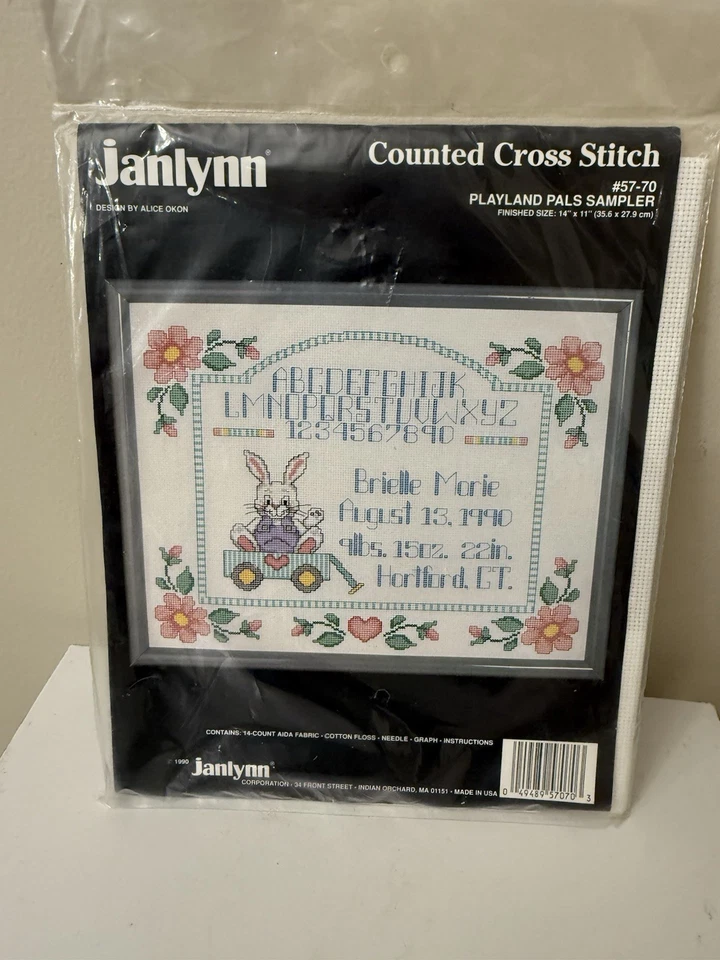 Janlynn®
Counted Cross Stitch
#57-70
PLAYLAND PALS SAMPLER
FINISHED SIZE: 14" x 11" (35.6 x 27.9 cm)
DESIGN BY ALICE OKON
ABCDEFGHIJK
LMNOPQRSTUVWXYZ
1234567890
Brielle Marie
August 13, 1990
9lbs. 15oz. 22in.
Hartford, CT.
CONTAINS: 14-COUNT AIDA FABRIC • COTTON FLOSS • NEEDLE • GRAPH • INSTRUCTIONS
© 1990 Janlynn®
CORPORATION • 34 FRONT STREET • INDIAN ORCHARD, MA 01151 • MADE IN USA
0 49489 57070 3